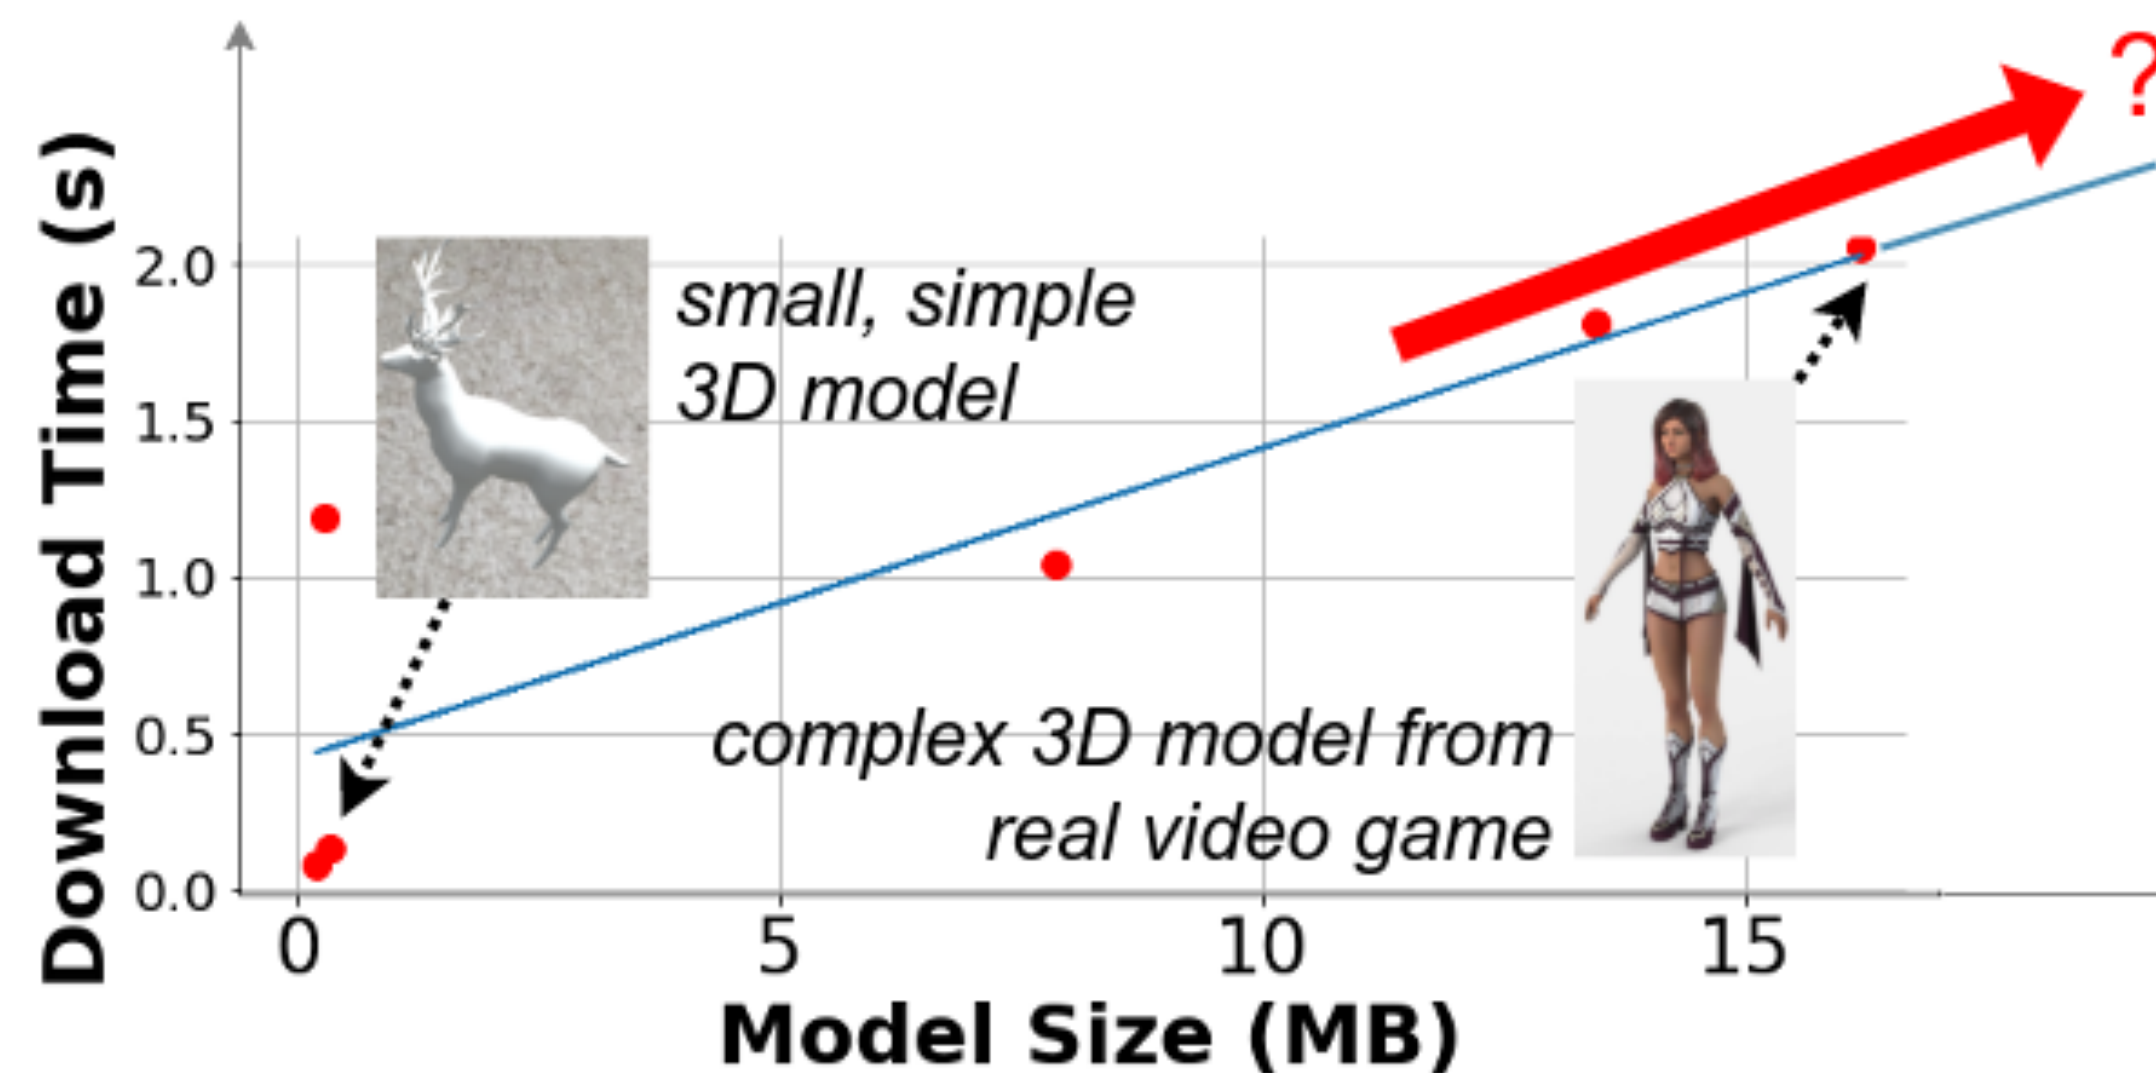 ?
Download Time (s)
2.0
small, simple
3D model
1.5
1.0
0.5
complex 3D model from
real video game
0.0
0 5 10 15
Model Size (MB)